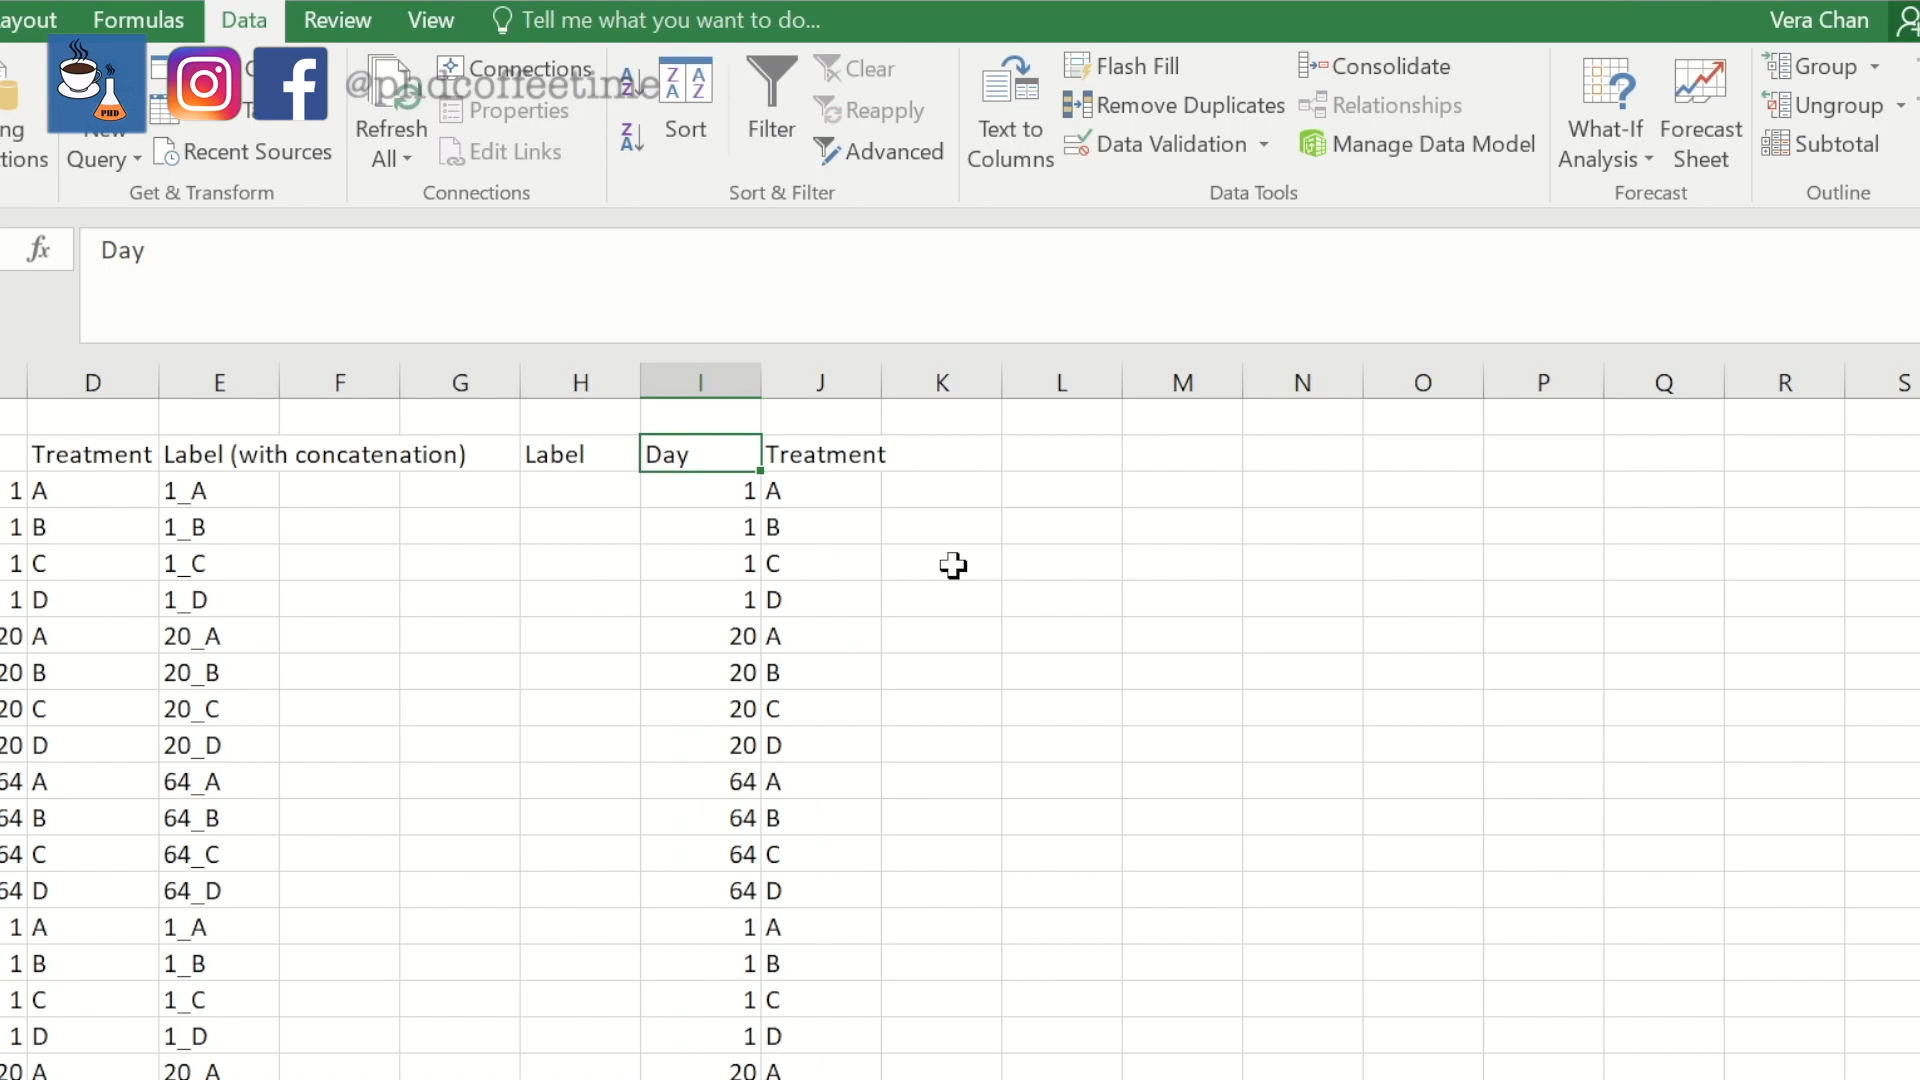 ayout Formulas Data Review View Tell me what you want to do... Vera Chan
@phdcoffeetime
PHD
ng
tions
New
Query
Recent Sources
Get & Transform
Refresh
All
Connections
Properties
Edit Links
Connections
Sort
Filter
Clear
Reapply
Advanced
Sort & Filter
Text to
Columns
Flash Fill
Remove Duplicates
Data Validation
Consolidate
Relationships
Manage Data Model
Data Tools
What-If
Analysis
Forecast
Sheet
Forecast
Group
Ungroup
Subtotal
Outline
fx Day
D E F G H I J K L M N O P Q R S
Treatment Label (with concatenation) Label Day Treatment
1 A 1_A 1 A
1 B 1_B 1 B
1 C 1_C 1 C
1 D 1_D 1 D
20 A 20_A 20 A
20 B 20_B 20 B
20 C 20_C 20 C
20 D 20_D 20 D
64 A 64_A 64 A
64 B 64_B 64 B
64 C 64_C 64 C
64 D 64_D 64 D
1 A 1_A 1 A
1 B 1_B 1 B
1 C 1_C 1 C
1 D 1_D 1 D
20 A 20_A 20 A